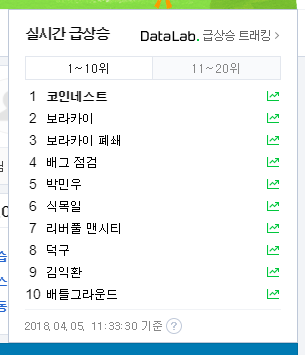 실시간 급상승
DataLab. 급상승 트래킹 >
1~10위
11~20위
1 코인네스트
2 보라카이
3 보라카이 폐쇄
4 배그 점검
5 박민우
6 식목일
7 리버풀 맨시티
8 덕구
9 김익환
10 배틀그라운드
2018.04.05. 11:33:30 기준 ?